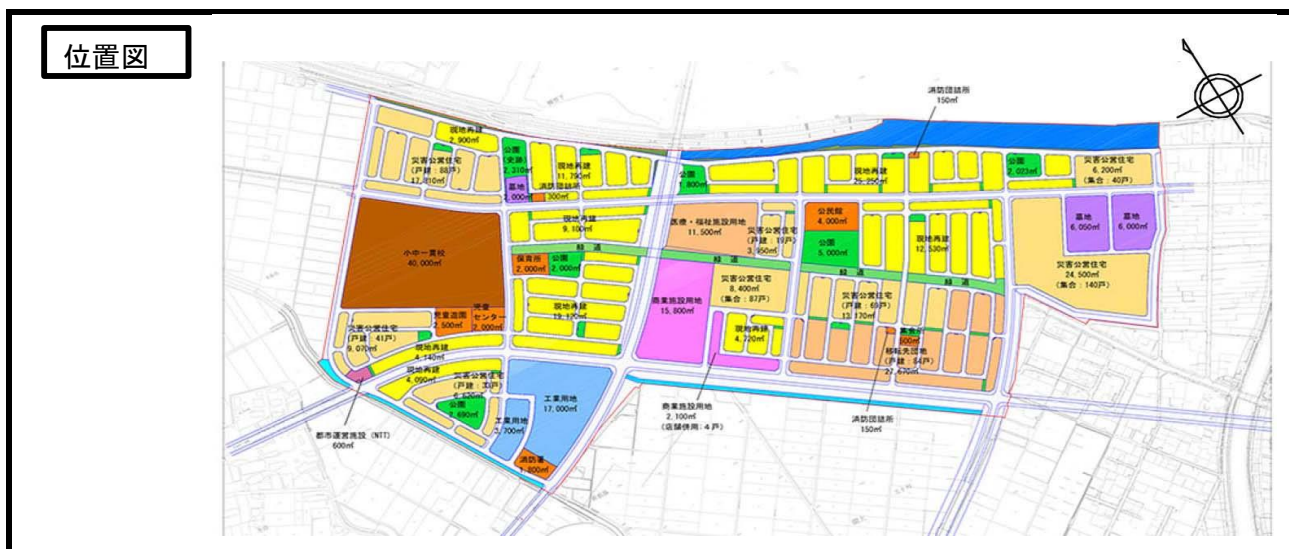 位置図
消防団詰所
150㎡
現地再建
2,900㎡
災害公営住宅
(戸建：88戸)
17,810㎡
公園
(史跡)
2,310㎡
墓地
2,000㎡
消防団詰所
300㎡
現地再建
11,790㎡
公園
1,800㎡
現地再建
25,250㎡
公園
2,023㎡
災害公営住宅
6,200㎡
(集合：40戸)
現地再建
9,100㎡
医療・福祉施設用地
11,500㎡
災害公営住宅
(戸建：19戸)
3,950㎡
公民館
4,000㎡
公園
5,000㎡
現地再建
12,530㎡
墓地
6,050㎡
墓地
6,000㎡
災害公営住宅
24,500㎡
(集合：140戸)
小中一貫校
40,000㎡
緑 道
緑 道
緑 道
緑 道
保育所
2,000㎡
公園
2,000㎡
児童遊園
2,500㎡
児童
センター
2,000㎡
現地再建
19,170㎡
商業施設用地
15,800㎡
災害公営住宅
8,400㎡
(集合：87戸)
現地再建
4,720㎡
災害公営住宅
(戸建：69戸)
13,170㎡
集会所
600㎡
移転先団地
(戸建：84戸)
27,670㎡
災害公営住宅
(戸建：41戸)
9,070㎡
現地再建
4,140㎡
現地再建
4,090㎡
災害公営住宅
公園
工業用地
17,000㎡
工業用地
3,700㎡
消防署
1,800㎡
都市運営施設 (NTT)
600㎡
商業施設用地
2,100㎡
(店舗併用：4戸)
消防団詰所
150㎡